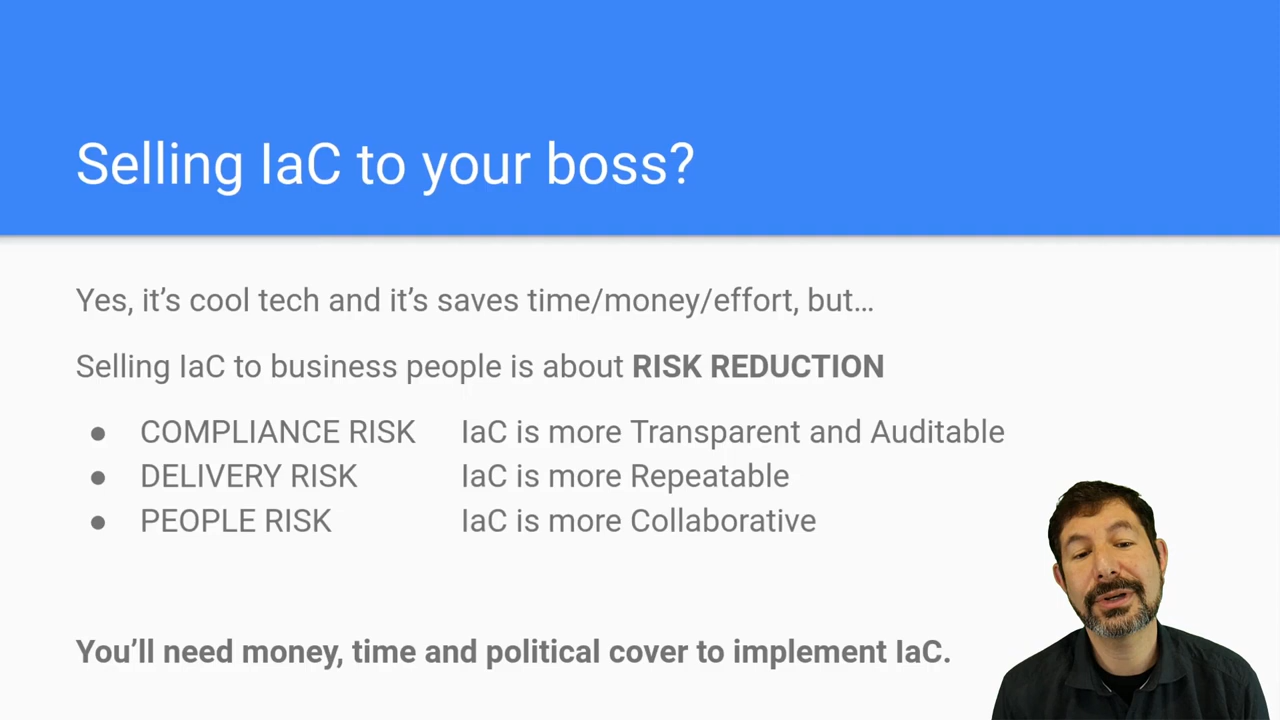 Selling IaC to your boss?
Yes, it’s cool tech and it’s saves time/money/effort, but…
Selling IaC to business people is about RISK REDUCTION
● COMPLIANCE RISK IaC is more Transparent and Auditable
● DELIVERY RISK IaC is more Repeatable
● PEOPLE RISK IaC is more Collaborative
You’ll need money, time and political cover to implement IaC.